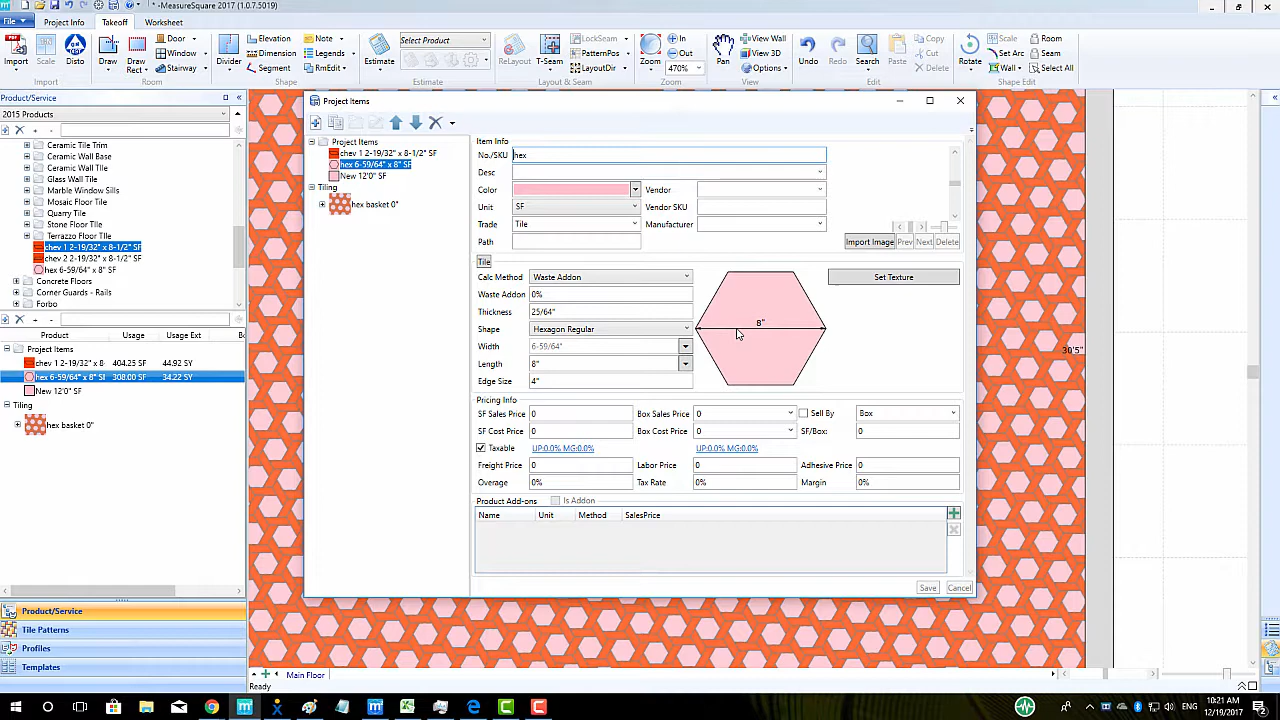 * -MeasureSquare 2017 (1.0.7.5019)
File Project Info Takeoff Worksheet
Import Scale Disto Draw Draw Rect Door Window Stairway Divider Elevation Dimension Segment Note Legends RmEdit Estimate Select Product ReLayout T-Seam LocateSeam PatternPos LayoutDir Zoom In Out 470% Pan View Wall View 3D Options Undo Redo Search Paste Copy Cut Delete Rotate Scale Set Arc Wall Room Seam Select All
Import Room Shape Estimate Layout & Seam Zoom View Edit Shape Edit
Product/Service
2015 Products
Ceramic Tile Trim
Ceramic Wall Base
Ceramic Wall Tile
Glass Wall Tile
Marble Window Sills
Mosaic Floor Tile
Quarry Tile
Stone Floor Tile
Terrazzo Floor Tile
chev 1 2-19/32" x 8-1/2" SF
chev 2 2-19/32" x 8-1/2" SF
hex 6-59/64" x 8" SF
Concrete Floors
Corner Guards - Rails
Forbo
Product Usage Usage Ext Bo
Project Items
chev 1 2-19/32" x 8- 404.25 SF 44.92 SY
hex 6-59/64" x 8" SI 308.00 SF 34.22 SY
New 12'0" SF
Tiling
hex basket 0"
Product/Service
Tile Patterns
Profiles
Templates
Project Items
Project Items
chev 1 2-19/32" x 8-1/2" SF
hex 6-59/64" x 8" SF
New 12'0" SF
Tiling
hex basket 0"
Item Info
No./SKU hex
Desc
Color Vendor
Unit SF Vendor SKU
Trade Tile Manufacturer
Path Import Image Prev Next Delete
Tile
Calc Method Waste Addon Set Texture
Waste Addon 0%
Thickness 25/64"
Shape Hexagon Regular 8"
Width 6-59/64"
Length 8"
Edge Size 4"
Pricing Info
SF Sales Price 0 Box Sales Price 0 Sell By Box
SF Cost Price 0 Box Cost Price 0 SF/Box: 0
Taxable UP:0.0% MG:0.0% UP:0.0% MG:0.0%
Freight Price 0 Labor Price 0 Adhesive Price 0
Overage 0% Tax Rate 0% Margin 0%
Product Add-ons Is Addon
Name Unit Method SalesPrice
Save Cancel
30'5"
Main Floor
Ready
10:21 AM
12/19/2017